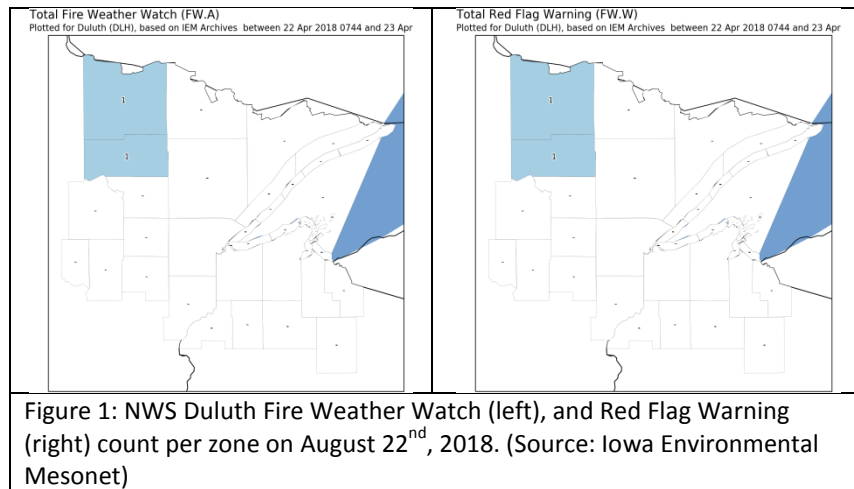 Total Fire Weather Watch (FW.A)
Plotted for Duluth (DLH), based on IEM Archives between 22 Apr 2018 0744 and 23 Apr
1
1
Total Red Flag Warning (FW.W)
Plotted for Duluth (DLH), based on IEM Archives between 22 Apr 2018 0744 and 23 Apr
1
1
Figure 1: NWS Duluth Fire Weather Watch (left), and Red Flag Warning
(right) count per zone on August 22nd, 2018. (Source: Iowa Environmental
Mesonet)